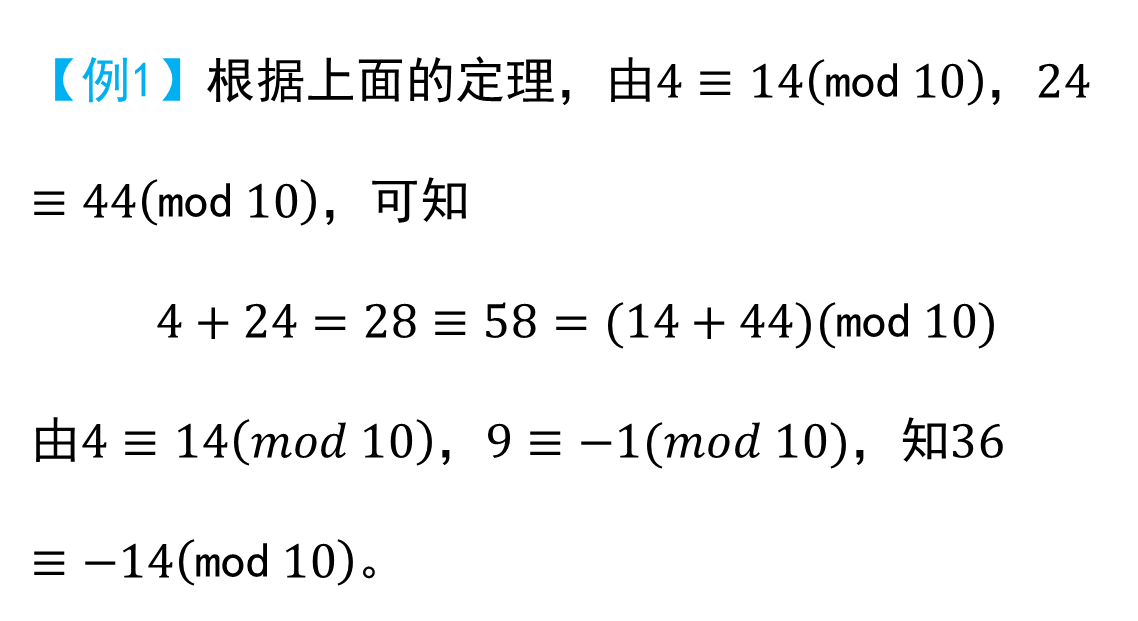 【例1】根据上面的定理，由4 ≡ 14(mod 10)，24
≡ 44(mod 10)，可知
4 + 24 = 28 ≡ 58 = (14 + 44)(mod 10)
由4 ≡ 14(mod 10)，9 ≡ −1(mod 10)，知36
≡ −14(mod 10)。